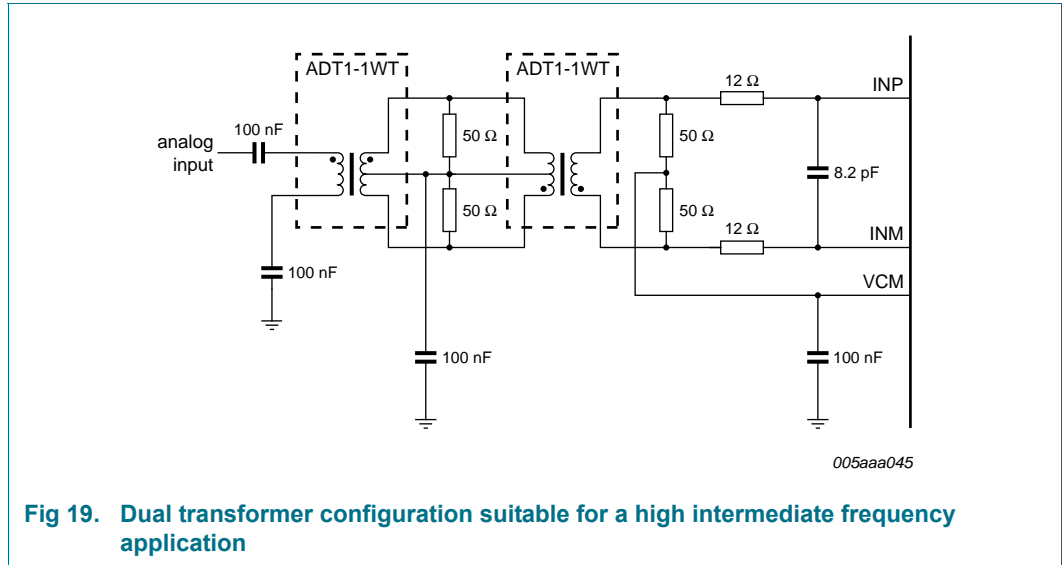 ADT1-1WT
ADT1-1WT
analog
input
100 nF
100 nF
50 Ω
50 Ω
100 nF
50 Ω
50 Ω
12 Ω
12 Ω
8.2 pF
INP
INM
VCM
100 nF
005aaa045
Fig 19. Dual transformer configuration suitable for a high intermediate frequency
application